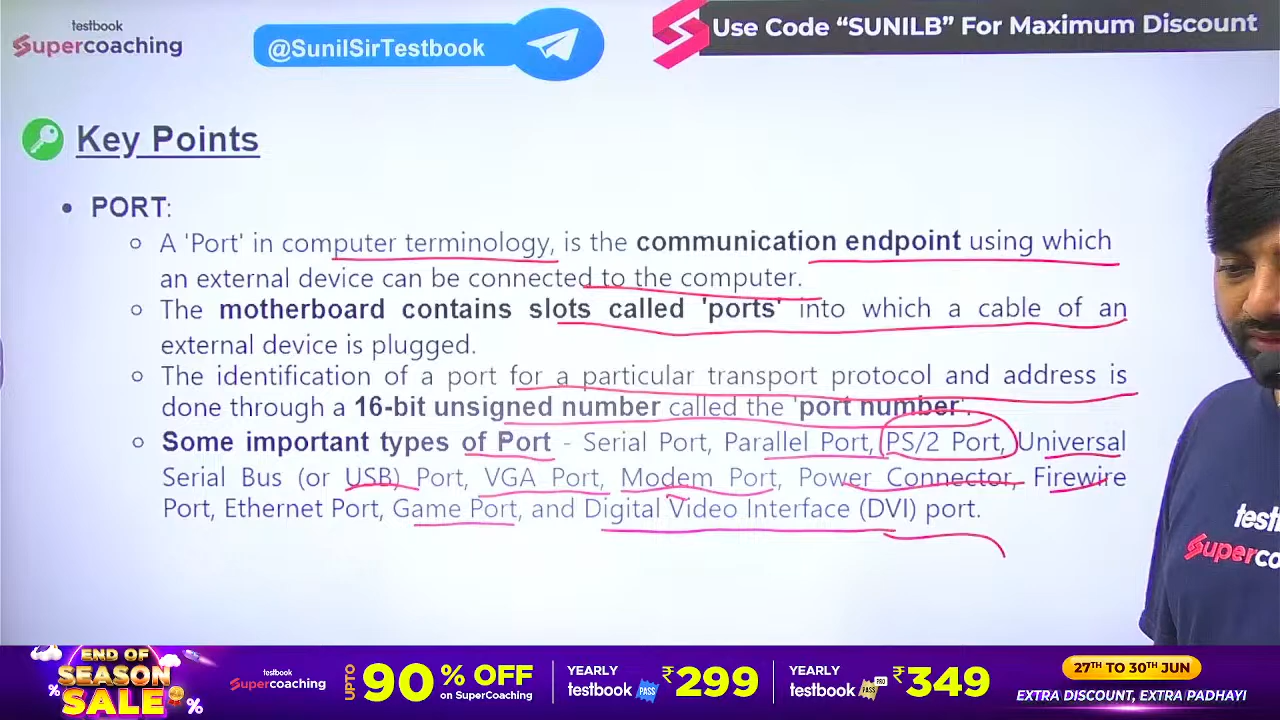 testbook
Supercoaching
@SunilSirTestbook
Use Code “SUNILB” For Maximum Discount
Key Points
• PORT:
○ A 'Port' in computer terminology, is the communication endpoint using which
an external device can be connected to the computer.
○ The motherboard contains slots called 'ports' into which a cable of an
external device is plugged.
○ The identification of a port for a particular transport protocol and address is
done through a 16-bit unsigned number called the 'port number'.
○ Some important types of Port - Serial Port, Parallel Port, PS/2 Port, Universal
Serial Bus (or USB) Port, VGA Port, Modem Port, Power Connector, Firewire
Port, Ethernet Port, Game Port, and Digital Video Interface (DVI) port.
END OF
SEASON
SALE
%
%
testbook
Supercoaching
UPTO 90% OFF
on SuperCoaching
YEARLY
testbook PASS ₹299
YEARLY
testbook PASS PRO ₹349
27TH TO 30TH JUN
EXTRA DISCOUNT, EXTRA PADHAYI